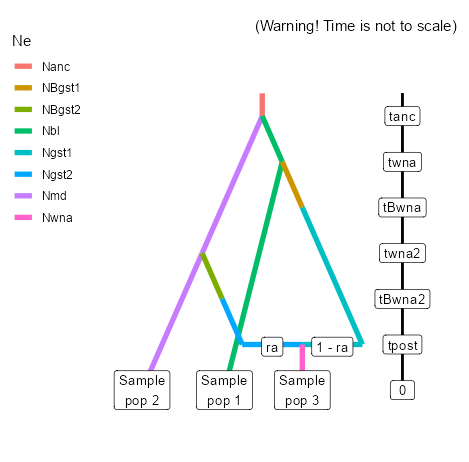 (Warning! Time is not to scale)
Ne
Nanc
NBgst1
NBgst2
Nbl
Ngst1
Ngst2
Nmd
Nwna
tanc
twna
tBwna
twna2
tBwna2
tpost
0
ra
1 - ra
Sample
pop 2
Sample
pop 1
Sample
pop 3